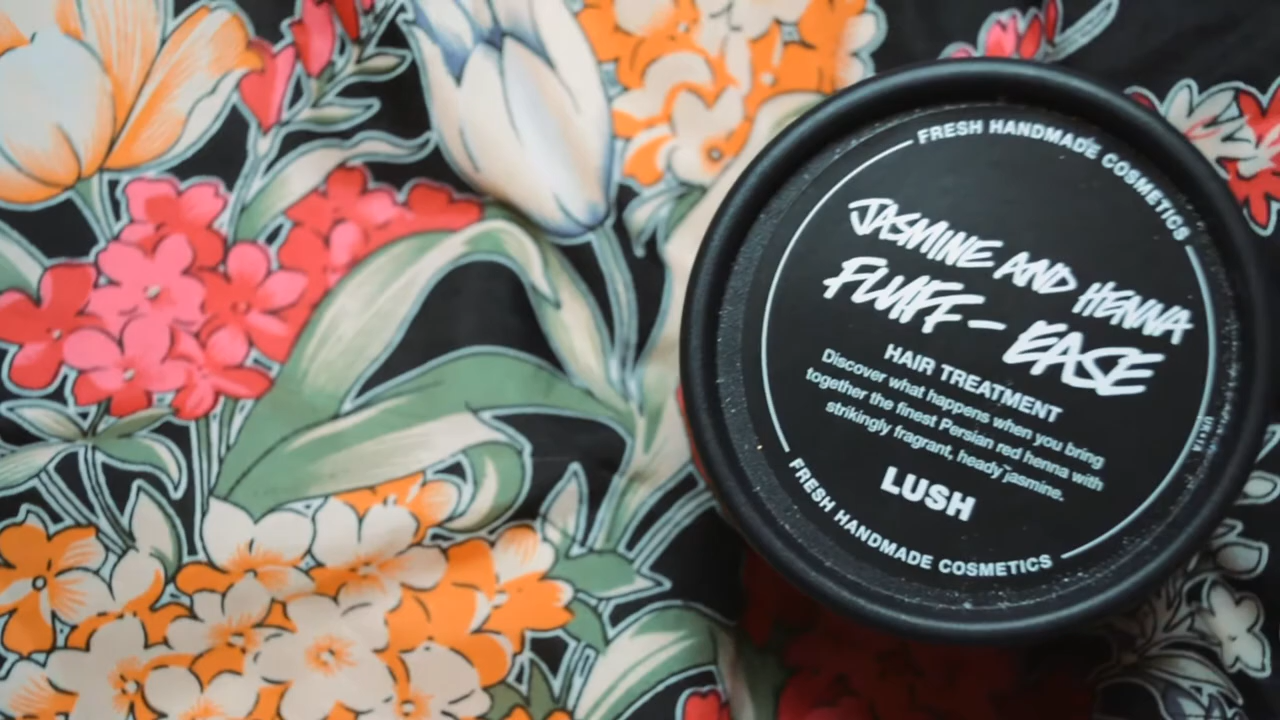 FRESH HANDMADE COSMETICS
JASMINE AND HENNA
FLUFF-EASE
HAIR TREATMENT
Discover what happens when you bring
together the finest Persian red henna with
strikingly fragrant, heady jasmine.
LUSH
FRESH HANDMADE COSMETICS